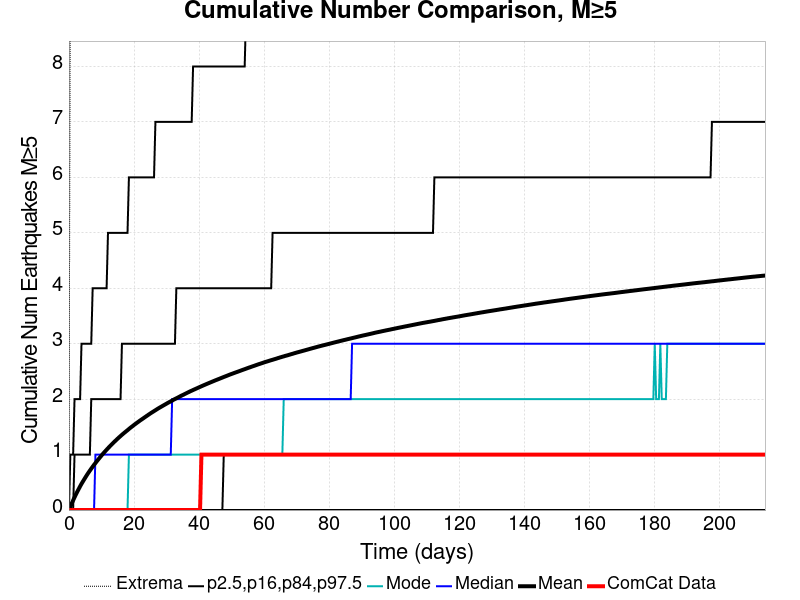 Cumulative Number Comparison, M≥5
Cumulative Num Earthquakes M≥5
8
7
6
5
4
3
2
1
0
0 20 40 60 80 100 120 140 160 180 200
Time (days)
Extrema p2.5,p16,p84,p97.5 Mode Median Mean ComCat Data